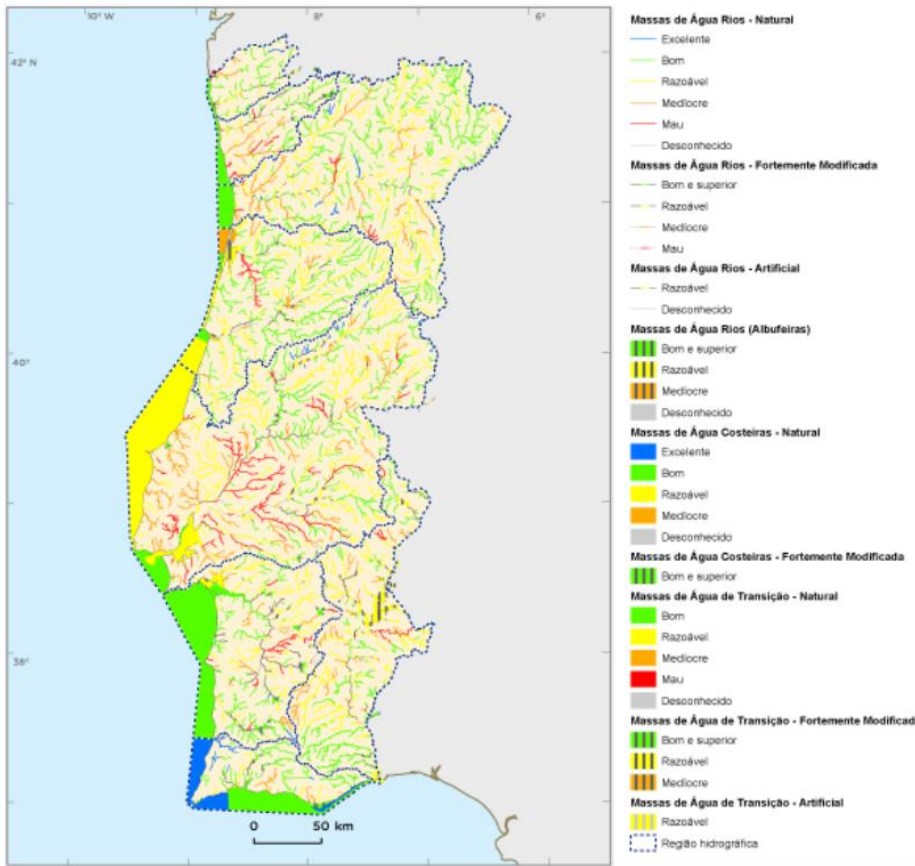 10° W
8°
6°
42° N
40°
38°
0 50 km
Massas de Água Rios - Natural
Excelente
Bom
Razoável
Medíocre
Mau
Desconhecido
Massas de Água Rios - Fortemente Modificada
Bom e superior
Razoável
Medíocre
Mau
Massas de Água Rios - Artificial
Razoável
Desconhecido
Massas de Água Rios (Albufeiras)
Bom e superior
Razoável
Medíocre
Desconhecido
Massas de Água Costeiras - Natural
Excelente
Bom
Razoável
Medíocre
Desconhecido
Massas de Água Costeiras - Fortemente Modificada
Bom e superior
Massas de Água de Transição - Natural
Bom
Razoável
Medíocre
Mau
Desconhecido
Massas de Água de Transição - Fortemente Modificad
Bom e superior
Razoável
Medíocre
Massas de Água de Transição - Artificial
Razoável
Região hidrográfica